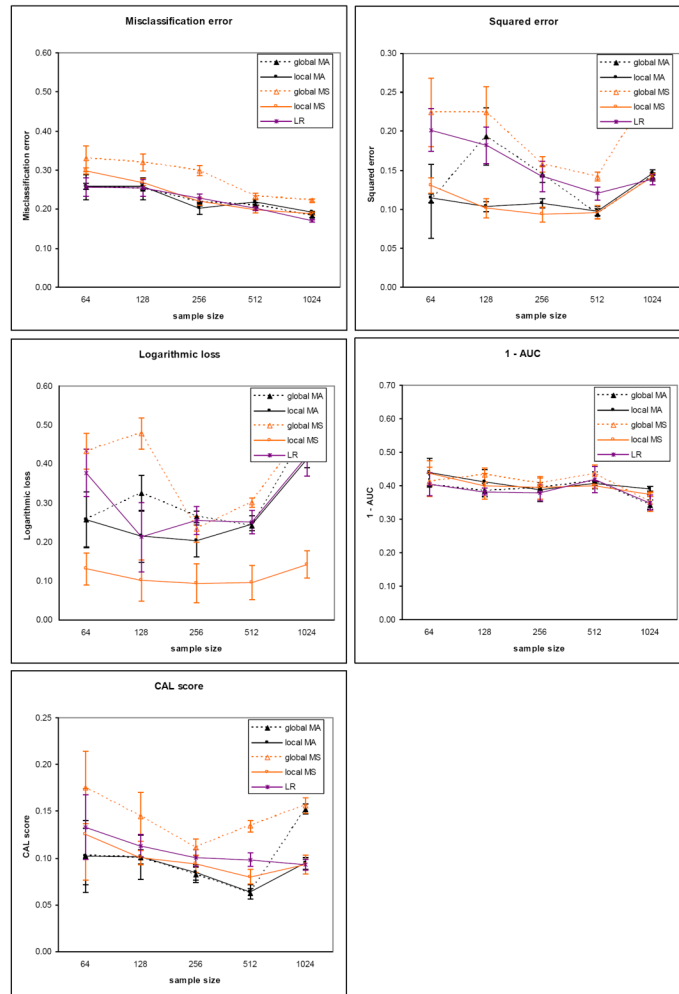 Misclassification error
0.60
0.50
0.40
0.30
0.20
0.10
0.00
Misclassification error
64 128 256 512 1024
sample size
global MA
local MA
global MS
local MS
LR
Squared error
0.30
0.25
0.20
0.15
0.10
0.05
0.00
Squared error
64 128 256 512 1024
sample size
global MA
local MA
global MS
local MS
LR
Logarithmic loss
0.60
0.50
0.40
0.30
0.20
0.10
0.00
Logarithmic loss
64 128 256 512 1024
sample size
global MA
local MA
global MS
local MS
LR
1 - AUC
0.70
0.60
0.50
0.40
0.30
0.20
0.10
0.00
1 - AUC
64 128 256 512 1024
sample size
global MA
local MA
global MS
local MS
LR
CAL score
0.25
0.20
0.15
0.10
0.05
0.00
CAL score
64 128 256 512 1024
sample size
global MA
local MA
global MS
local MS
LR